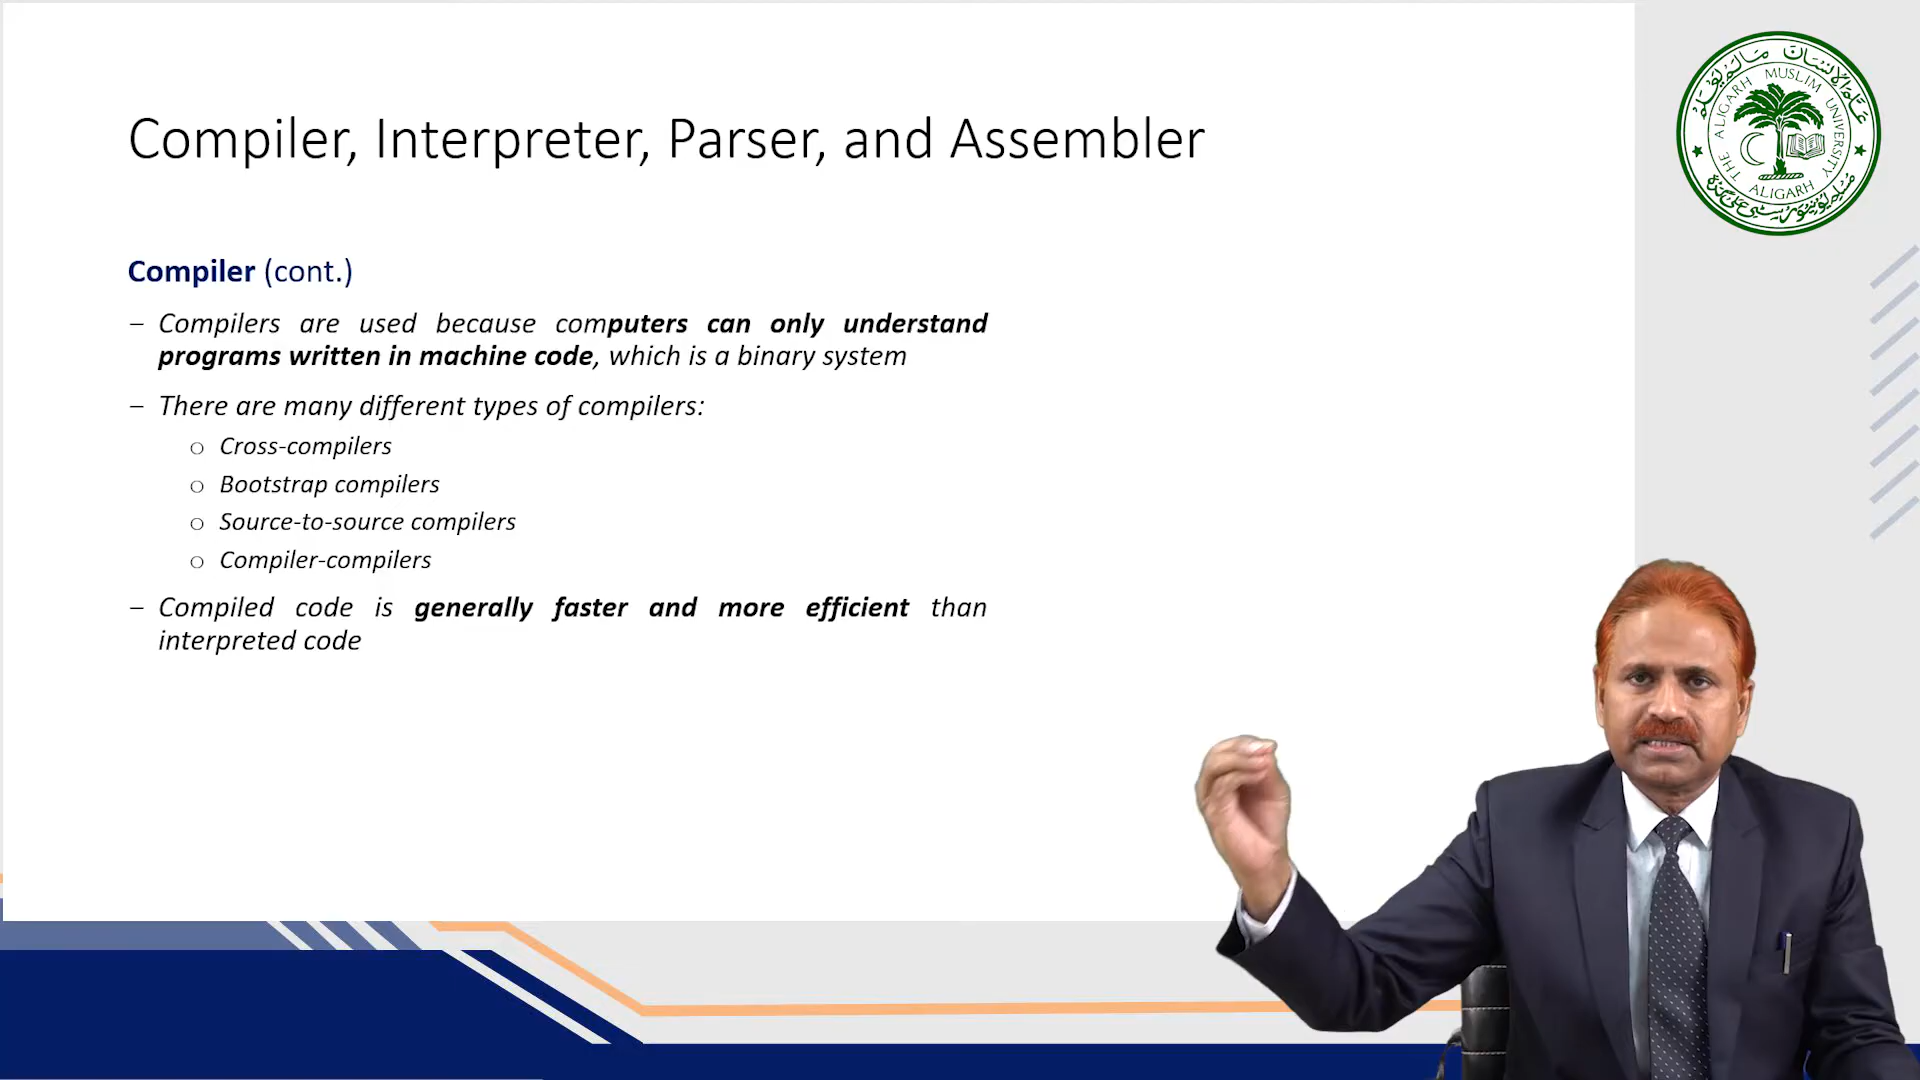 Compiler, Interpreter, Parser, and Assembler
Compiler (cont.)
– Compilers are used because computers can only understand
programs written in machine code, which is a binary system
– There are many different types of compilers:
o Cross-compilers
o Bootstrap compilers
o Source-to-source compilers
o Compiler-compilers
– Compiled code is generally faster and more efficient than
interpreted code
THE ALIGARH MUSLIM UNIVERSITY
ALIGARH